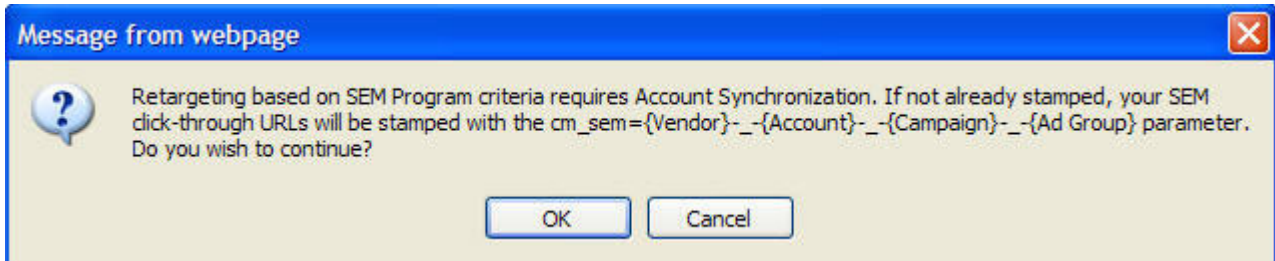 Message from webpage
Retargeting based on SEM Program criteria requires Account Synchronization. If not already stamped, your SEM
click-through URLs will be stamped with the cm_sem={Vendor}-_-{Account}-_-{Campaign}-_-{Ad Group} parameter.
Do you wish to continue?
OK
Cancel